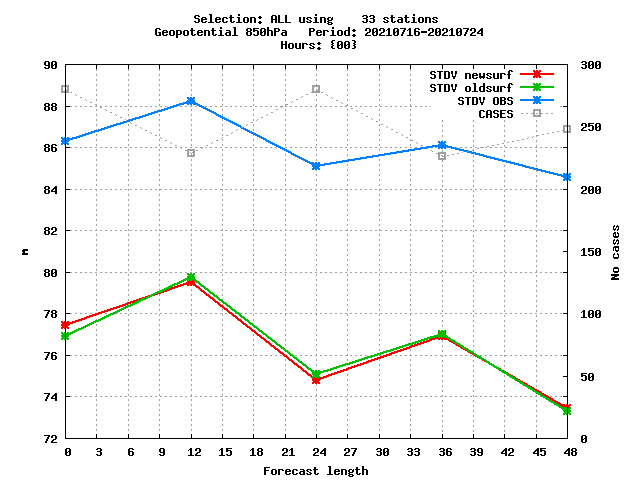 Selection: ALL using    33 stations
Geopotential 850hPa   Period: 20210716-20210724
Hours: {00}
STDV newsurf
STDV oldsurf
STDV OBS
CASES
90
88
86
84
82
80
78
76
74
72
m
300
250
200
150
100
50
0
No cases
0 3 6 9 12 15 18 21 24 27 30 33 36 39 42 45 48
Forecast length